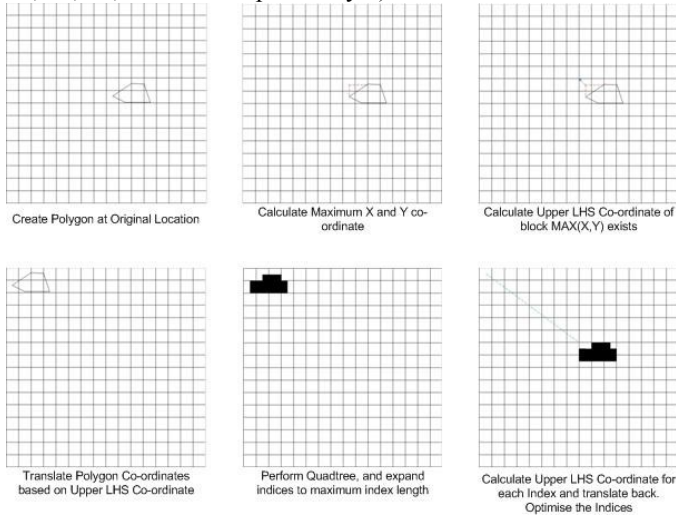 Create Polygon at Original Location
Calculate Maximum X and Y co-
ordinate
Calculate Upper LHS Co-ordinate of
block MAX(X,Y) exists
Translate Polygon Co-ordinates
based on Upper LHS Co-ordinate
Perform Quadtree, and expand
indices to maximum index length
Calculate Upper LHS Co-ordinate for
each Index and translate back.
Optimise the Indices